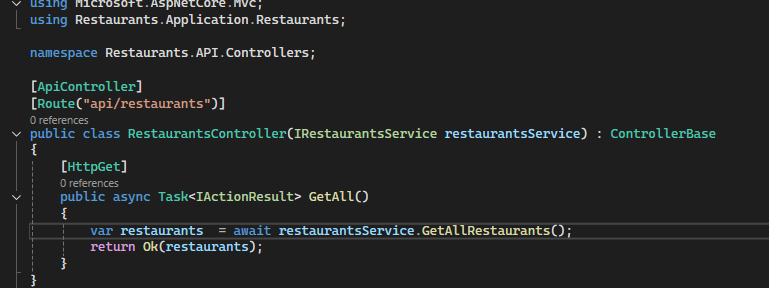 using Microsoft.AspNetCore.Mvc;
using Restaurants.Application.Restaurants;
namespace Restaurants.API.Controllers;
[ApiController]
[Route("api/restaurants")]
0 references
public class RestaurantsController(IRestaurantsService restaurantsService) : ControllerBase
{
[HttpGet]
0 references
public async Task<IActionResult> GetAll()
{
var restaurants  = await restaurantsService.GetAllRestaurants();
return Ok(restaurants);
}
}